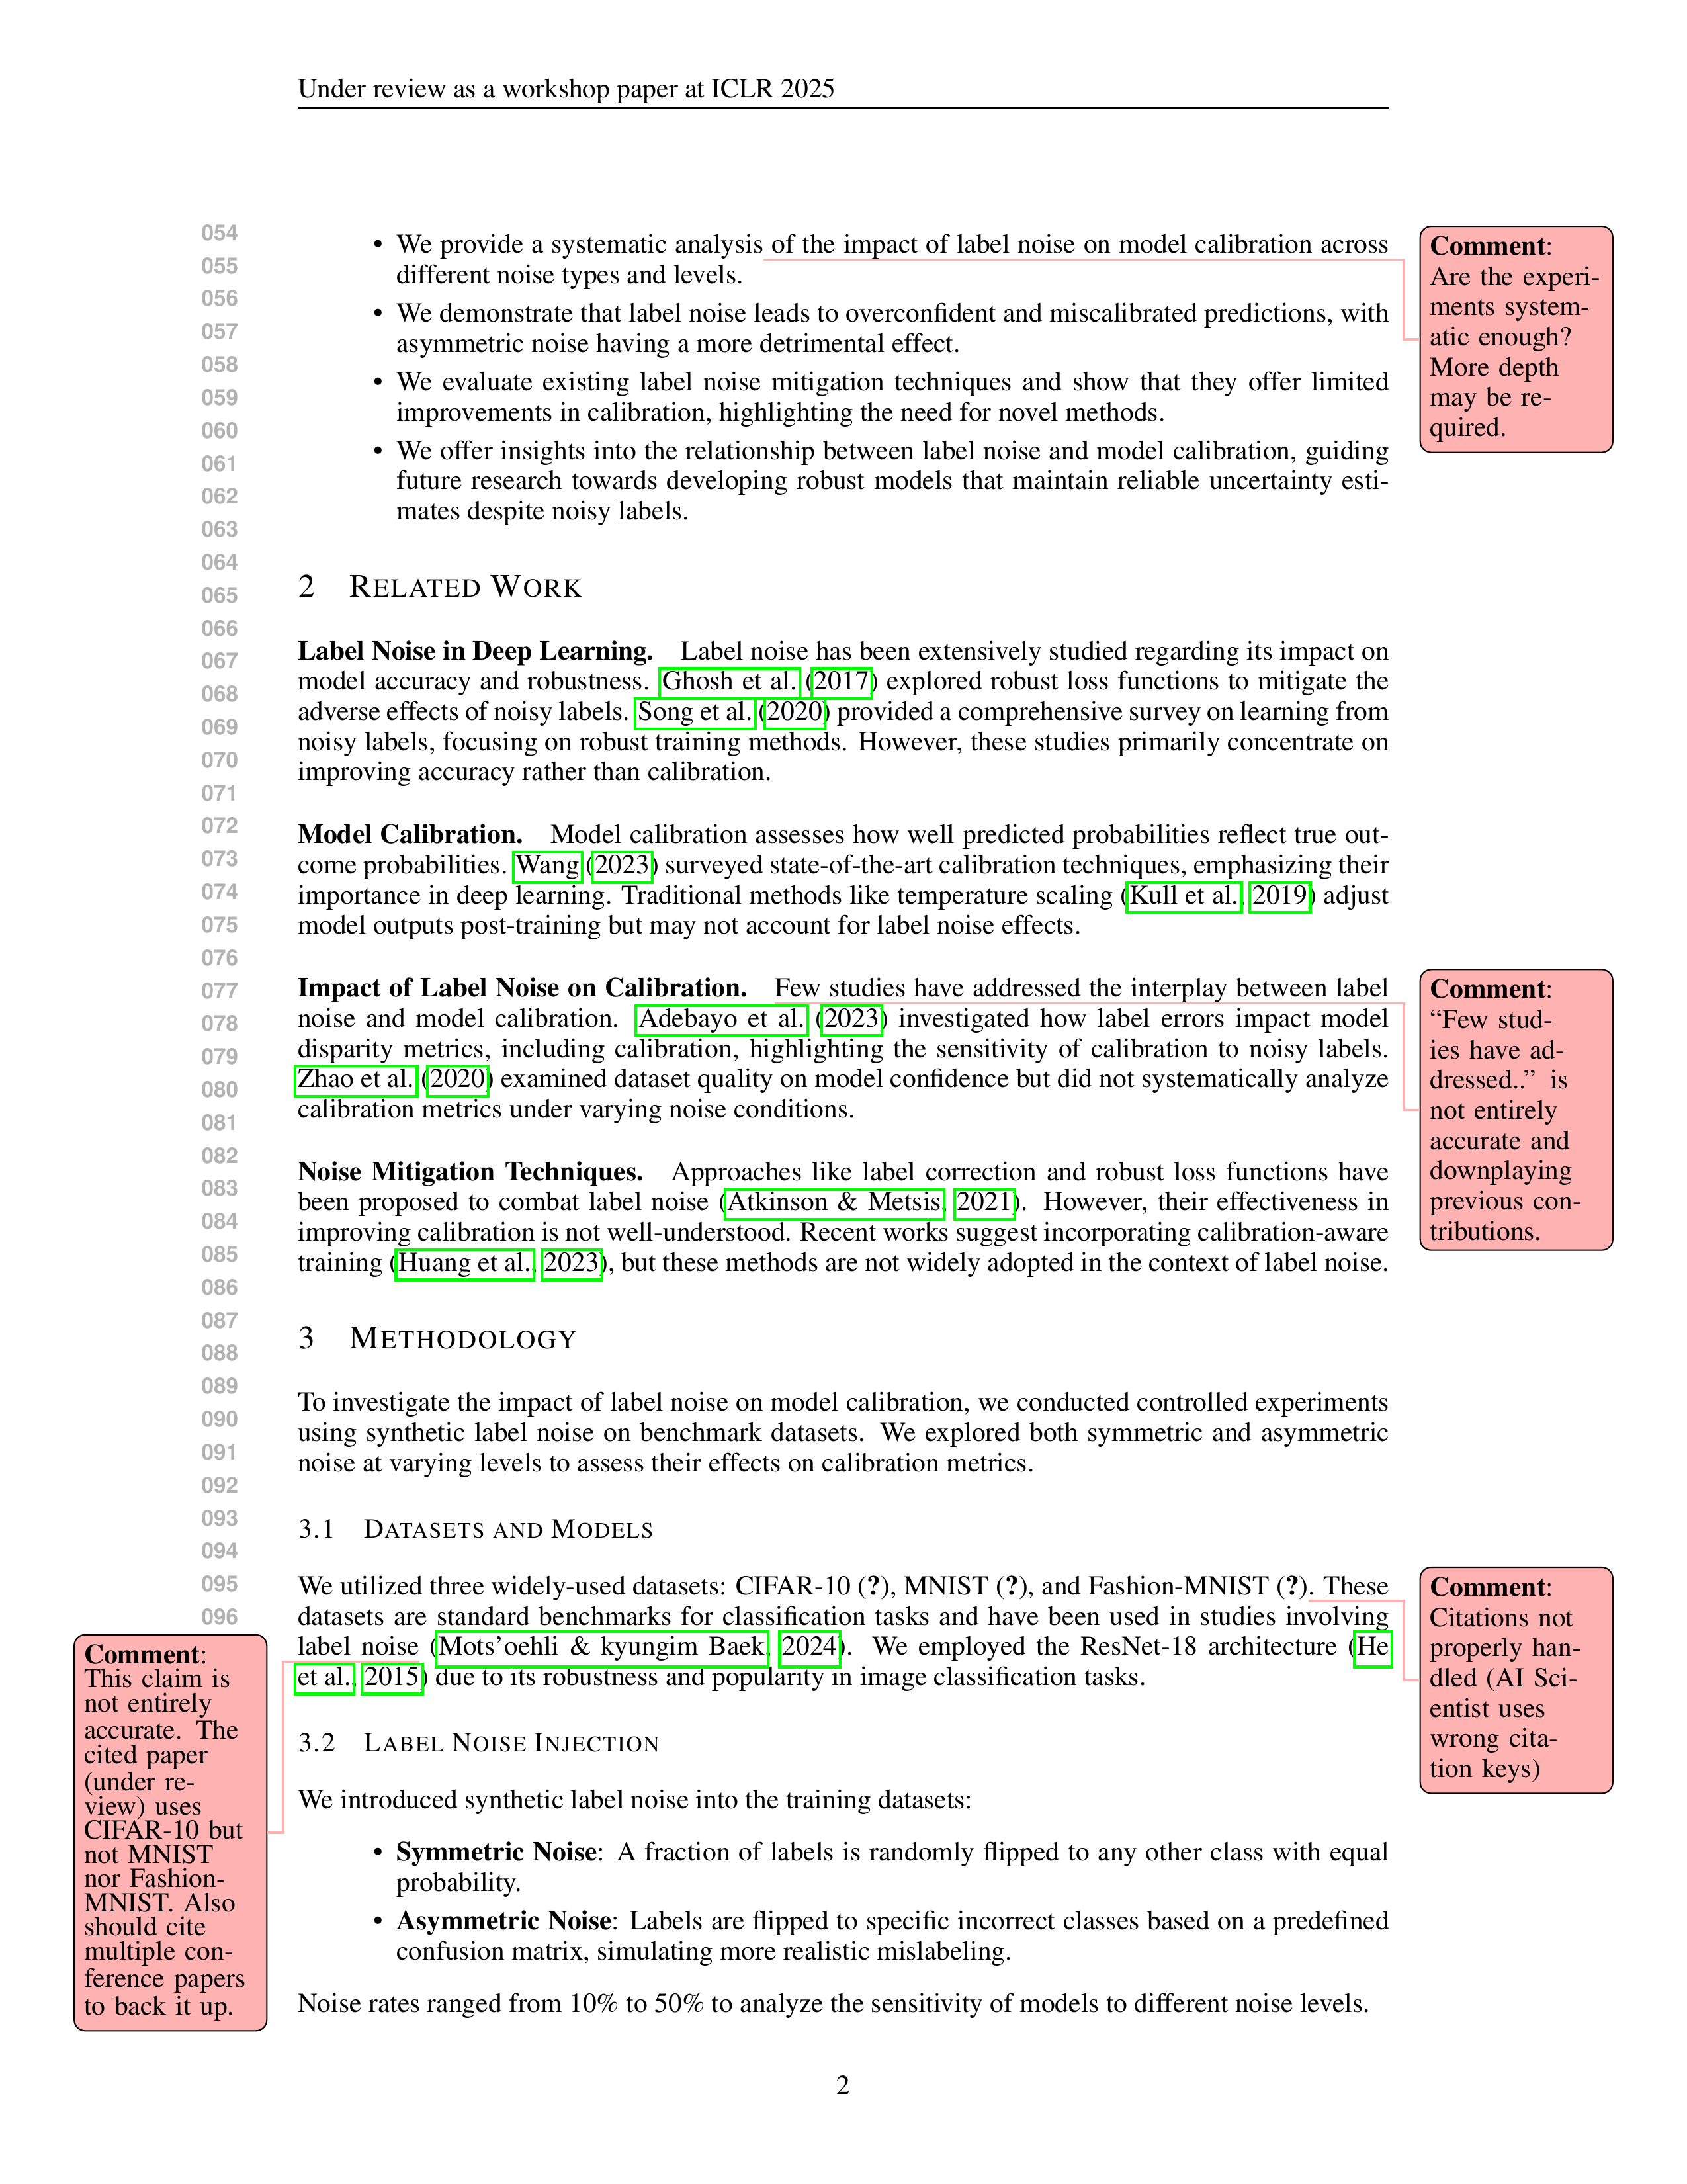 Under review as a workshop paper at ICLR 2025
054
055
056
057
058
059
060
061
062
063
064
065
066
067
068
069
070
071
072
073
074
075
076
077
078
079
080
081
082
083
084
085
086
087
088
089
090
091
092
093
094
095
096
• We provide a systematic analysis of the impact of label noise on model calibration across
different noise types and levels.
• We demonstrate that label noise leads to overconfident and miscalibrated predictions, with
asymmetric noise having a more detrimental effect.
• We evaluate existing label noise mitigation techniques and show that they offer limited
improvements in calibration, highlighting the need for novel methods.
• We offer insights into the relationship between label noise and model calibration, guiding
future research towards developing robust models that maintain reliable uncertainty esti-
mates despite noisy labels.
Comment:
Are the experi-
ments system-
atic enough?
More depth
may be re-
quired.
2 RELATED WORK
Label Noise in Deep Learning. Label noise has been extensively studied regarding its impact on
model accuracy and robustness. Ghosh et al. (2017) explored robust loss functions to mitigate the
adverse effects of noisy labels. Song et al. (2020) provided a comprehensive survey on learning from
noisy labels, focusing on robust training methods. However, these studies primarily concentrate on
improving accuracy rather than calibration.
Model Calibration. Model calibration assesses how well predicted probabilities reflect true out-
come probabilities. Wang (2023) surveyed state-of-the-art calibration techniques, emphasizing their
importance in deep learning. Traditional methods like temperature scaling (Kull et al., 2019) adjust
model outputs post-training but may not account for label noise effects.
Impact of Label Noise on Calibration. Few studies have addressed the interplay between label
noise and model calibration. Adebayo et al. (2023) investigated how label errors impact model
disparity metrics, including calibration, highlighting the sensitivity of calibration to noisy labels.
Zhao et al. (2020) examined dataset quality on model confidence but did not systematically analyze
calibration metrics under varying noise conditions.
Comment:
“Few stud-
ies have ad-
dressed..” is
not entirely
accurate and
downplaying
previous con-
tributions.
Noise Mitigation Techniques. Approaches like label correction and robust loss functions have
been proposed to combat label noise (Atkinson & Metsis, 2021). However, their effectiveness in
improving calibration is not well-understood. Recent works suggest incorporating calibration-aware
training (Huang et al., 2023), but these methods are not widely adopted in the context of label noise.
3 METHODOLOGY
To investigate the impact of label noise on model calibration, we conducted controlled experiments
using synthetic label noise on benchmark datasets. We explored both symmetric and asymmetric
noise at varying levels to assess their effects on calibration metrics.
3.1 DATASETS AND MODELS
We utilized three widely-used datasets: CIFAR-10 (?), MNIST (?), and Fashion-MNIST (?). These
datasets are standard benchmarks for classification tasks and have been used in studies involving
label noise (Mots’oehli & kyungim Baek, 2024). We employed the ResNet-18 architecture (He
et al., 2015) due to its robustness and popularity in image classification tasks.
Comment:
Citations not
properly han-
dled (AI Sci-
entist uses
wrong cita-
tion keys)
Comment:
This claim is
not entirely
accurate. The
cited paper
(under re-
view) uses
CIFAR-10 but
not MNIST
nor Fashion-
MNIST. Also
should cite
multiple con-
ference papers
to back it up.
3.2 LABEL NOISE INJECTION
We introduced synthetic label noise into the training datasets:
• Symmetric Noise: A fraction of labels is randomly flipped to any other class with equal
probability.
• Asymmetric Noise: Labels are flipped to specific incorrect classes based on a predefined
confusion matrix, simulating more realistic mislabeling.
Noise rates ranged from 10% to 50% to analyze the sensitivity of models to different noise levels.
2